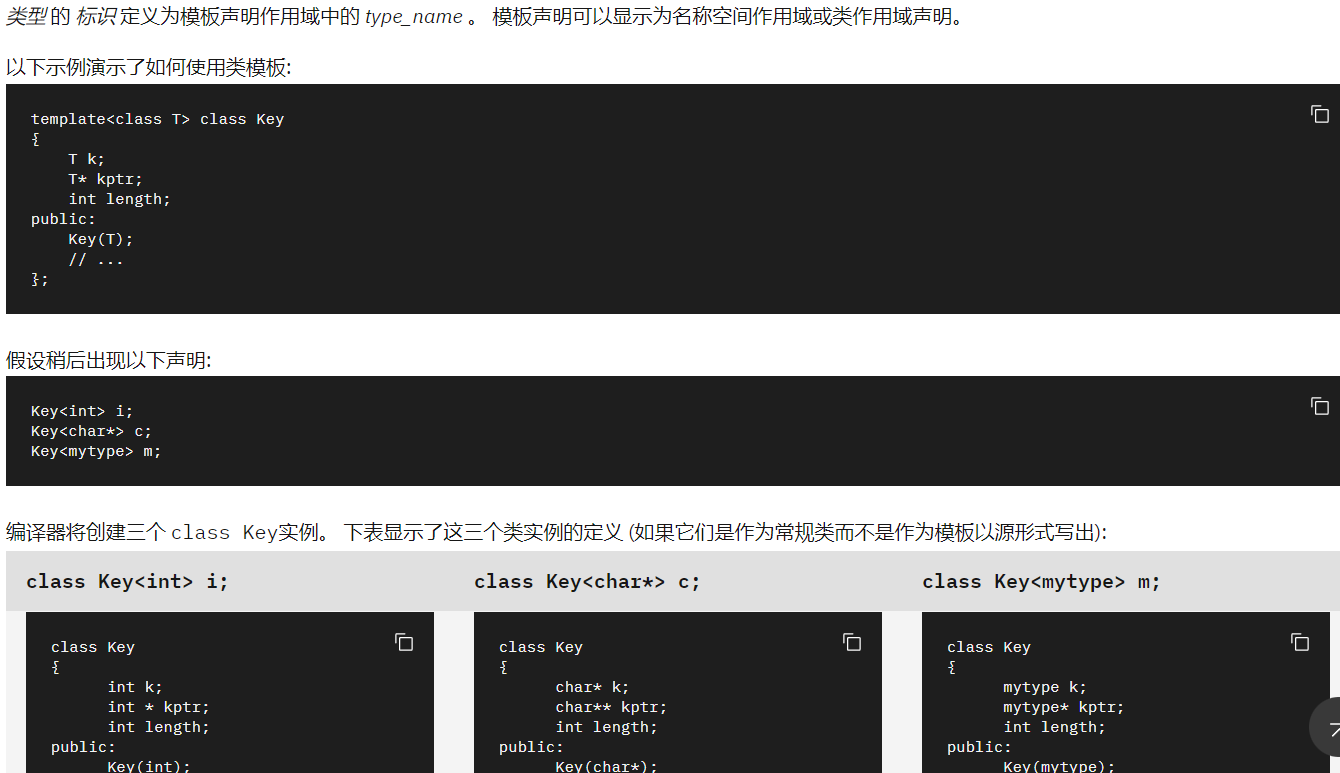 类型 的 标识 定义为模板声明作用域中的 type_name 。 模板声明可以显示为名称空间作用域或类作用域声明。
以下示例演示了如何使用类模板:
template<class T> class Key
{
    T k;
    T* kptr;
    int length;
public:
    Key(T);
    // ...
};
假设稍后出现以下声明:
Key<int> i;
Key<char*> c;
Key<mytype> m;
编译器将创建三个 class Key实例。 下表显示了这三个类实例的定义 (如果它们是作为常规类而不是作为模板以源形式写出):
class Key<int> i;
class Key<char*> c;
class Key<mytype> m;
class Key
{
      int k;
      int * kptr;
      int length;
public:
      Key(int);
class Key
{
      char* k;
      char** kptr;
      int length;
public:
      Key(char*);
class Key
{
      mytype k;
      mytype* kptr;
      int length;
public:
      Key(mytype);